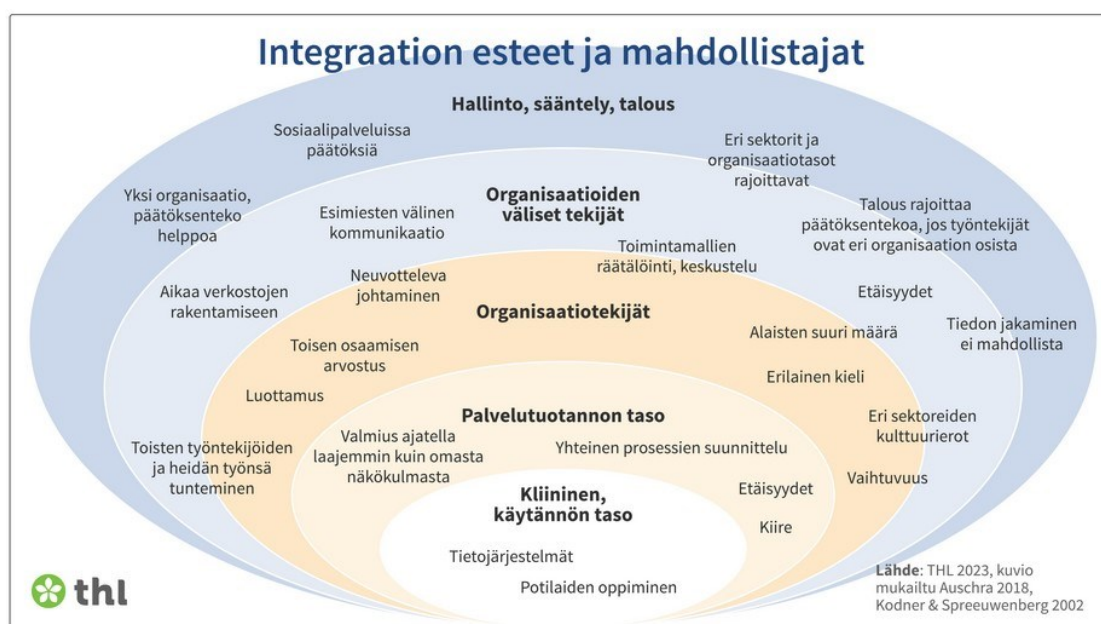 Integraation esteet ja mahdollistajat
Hallinto, sääntely, talous
Sosiaalipalveluissa
päätöksiä
Eri sektorit ja
organisaatiotasot
rajoittavat
Yksi organisaatio,
päätöksenteko
helppoa
Esimiesten välinen
kommunikaatio
Organisaatioiden
väliset tekijät
Talous rajoittaa
päätöksentekoa, jos työntekijät
ovat eri organisaation osista
Toimintamallien
räätälöinti, keskustelu
Neuvotteleva
johtaminen
Aikaa verkostojen
rakentamiseen
Etäisyydet
Organisaatiotekijät
Alaisten suuri määrä
Tiedon jakaminen
ei mahdollista
Toisen osaamisen
arvostus
Erilainen kieli
Luottamus
Palvelutuotannon taso
Eri sektoreiden
kulttuurierot
Toisten työntekijöiden
ja heidän työnsä
tunteminen
Valmius ajatella
laajemmin kuin omasta
näkökulmasta
Yhteinen prosessien suunnittelu
Vaihtuvuus
Etäisyydet
Kliininen,
käytännön taso
Kiire
Tietojärjestelmät
Potilaiden oppiminen
thl
Lähde: THL 2023, kuvio
mukailtu Auschra 2018,
Kodner & Spreeuwenberg 2002